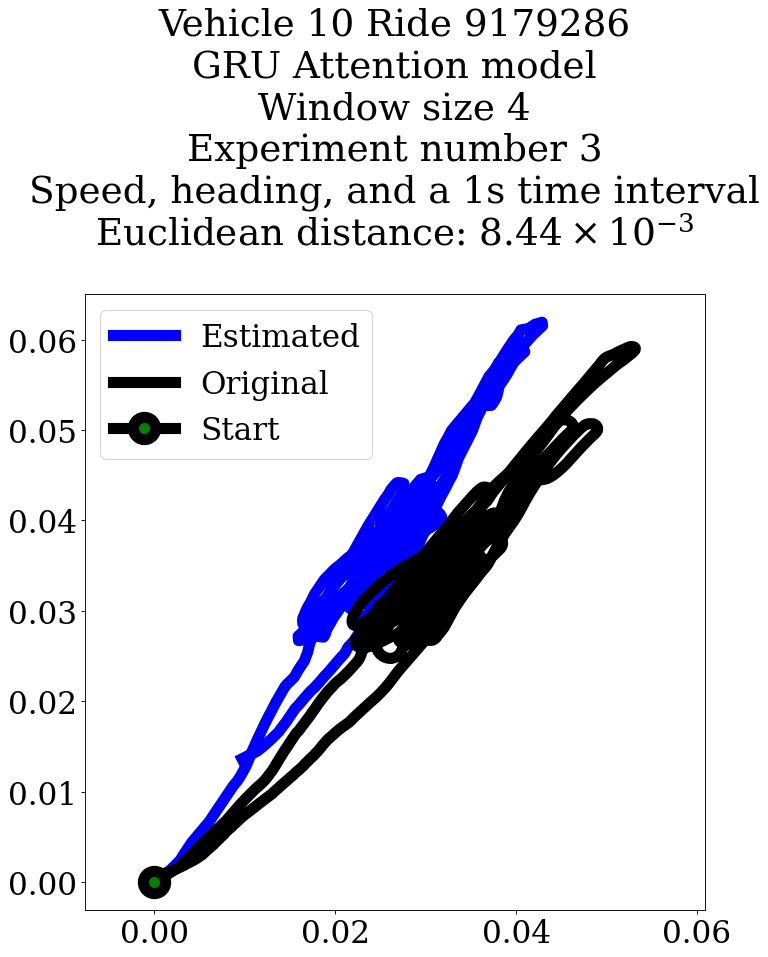 Vehicle 10 Ride 9179286
GRU Attention model
Window size 4
Experiment number 3
Speed, heading, and a 1s time interval
Euclidean distance: 8.44 × 10⁻³
Estimated
Original
Start
0.06
0.05
0.04
0.03
0.02
0.01
0.00
0.00 0.02 0.04 0.06